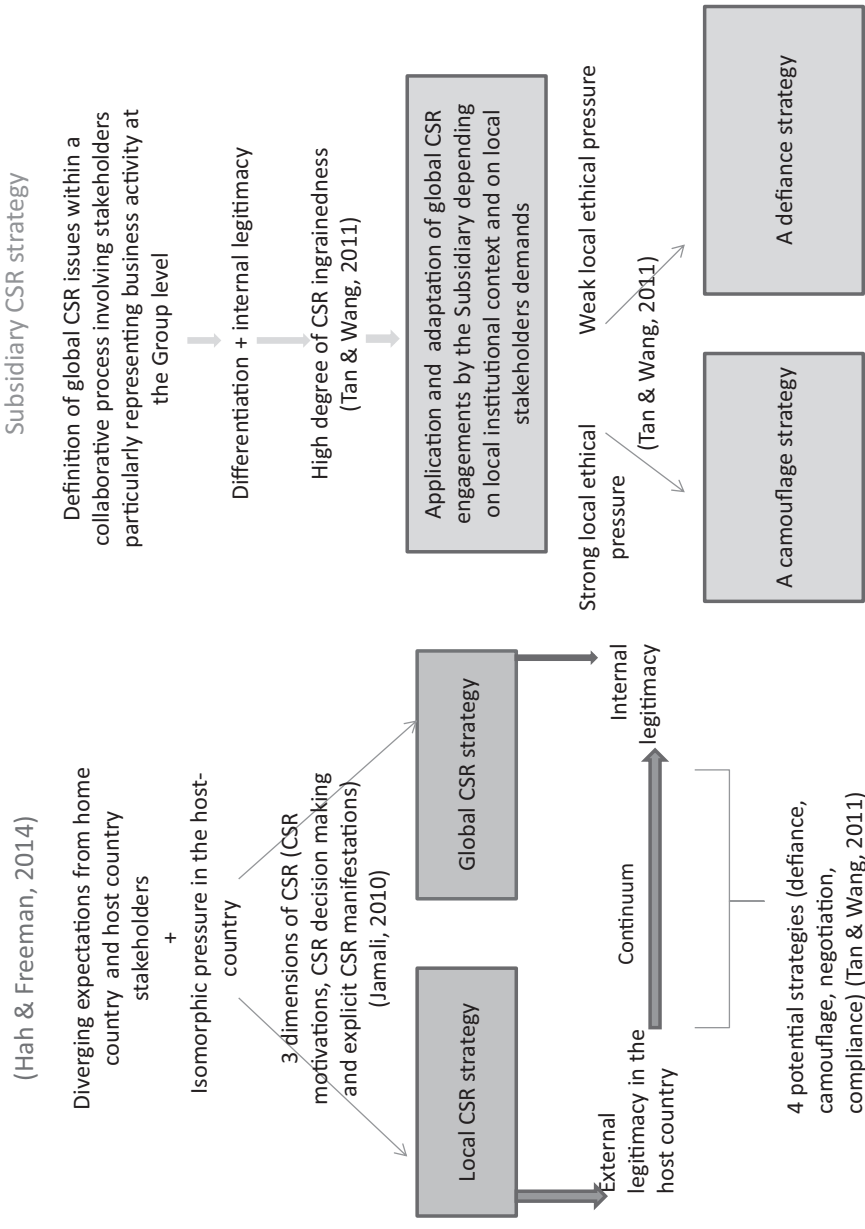 (Hah & Freeman, 2014)
Diverging expectations from home
country and host country
stakeholders
+
Isomorphic pressure in the host-
country
3 dimensions of CSR (CSR
motivations, CSR decision making
and explicit CSR manifestations)
(Jamali, 2010)
Local CSR strategy
Global CSR strategy
External
legitimacy in the
host country
Continuum
Internal
legitimacy
4 potential strategies (defiance,
camouflage, negotiation,
compliance) (Tan & Wang, 2011)
Subsidiary CSR strategy
Definition of global CSR issues within a
collaborative process involving stakeholders
particularly representing business activity at
the Group level
Differentiation + internal legitimacy
High degree of CSR ingrainedness
(Tan & Wang, 2011)
Application and adaptation of global CSR
engagements by the Subsidiary depending
on local institutional context and on local
stakeholders demands
Strong local ethical
pressure
Weak local ethical pressure
(Tan & Wang, 2011)
A camouflage strategy
A defiance strategy